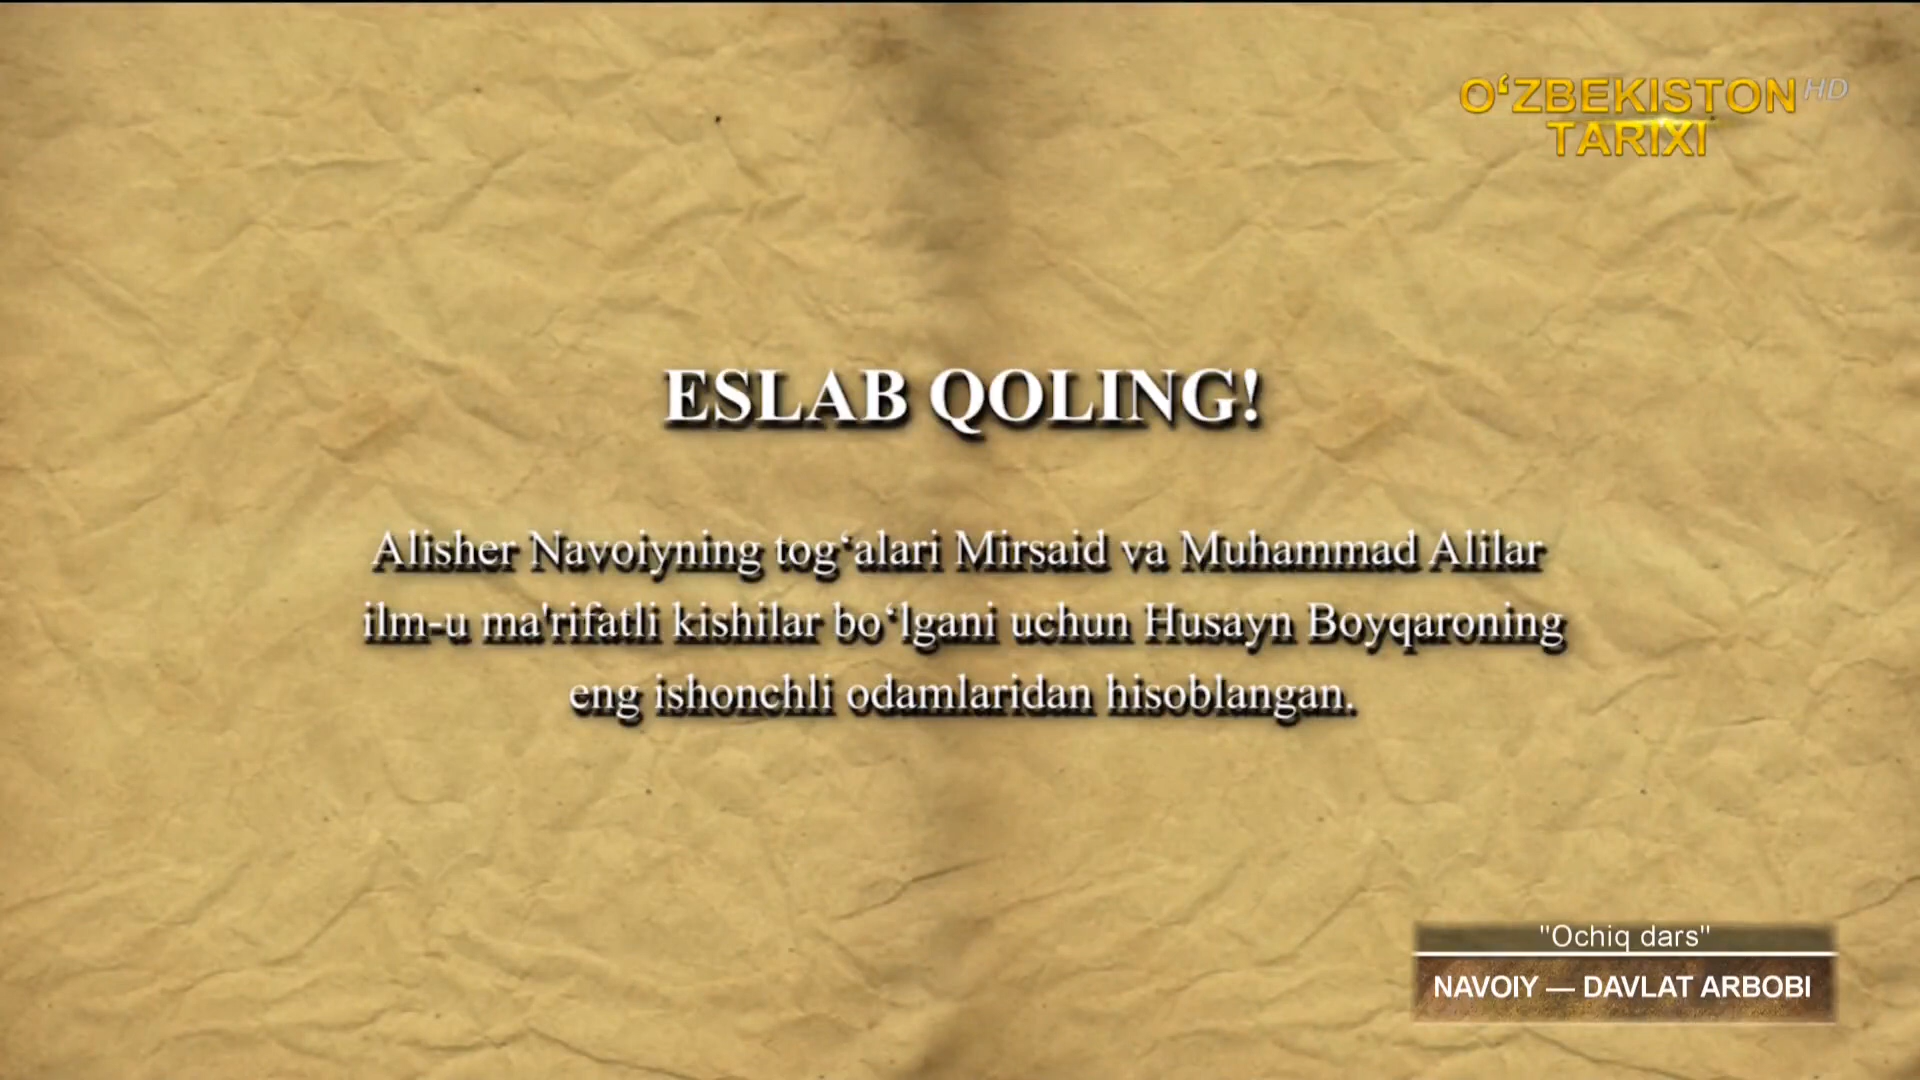 O‘ZBEKISTON HD
TARIXI
ESLAB QOLING!
Alisher Navoiyning tog‘alari Mirsaid va Muhammad Alilar
ilm-u ma'rifatli kishilar bo‘lgani uchun Husayn Boyqaroning
eng ishonchli odamlaridan hisoblangan.
"Ochiq dars"
NAVOIY — DAVLAT ARBOBI